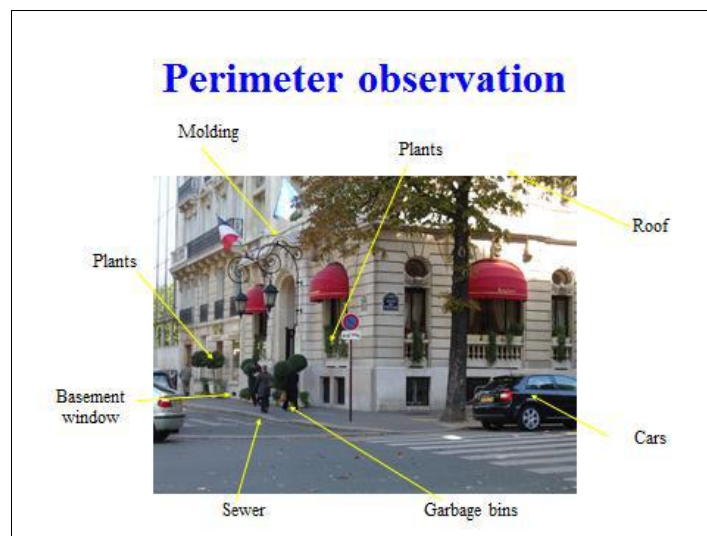 Perimeter observation
Molding
Plants
Roof
Plants
Basement
window
Cars
Sewer
Garbage bins